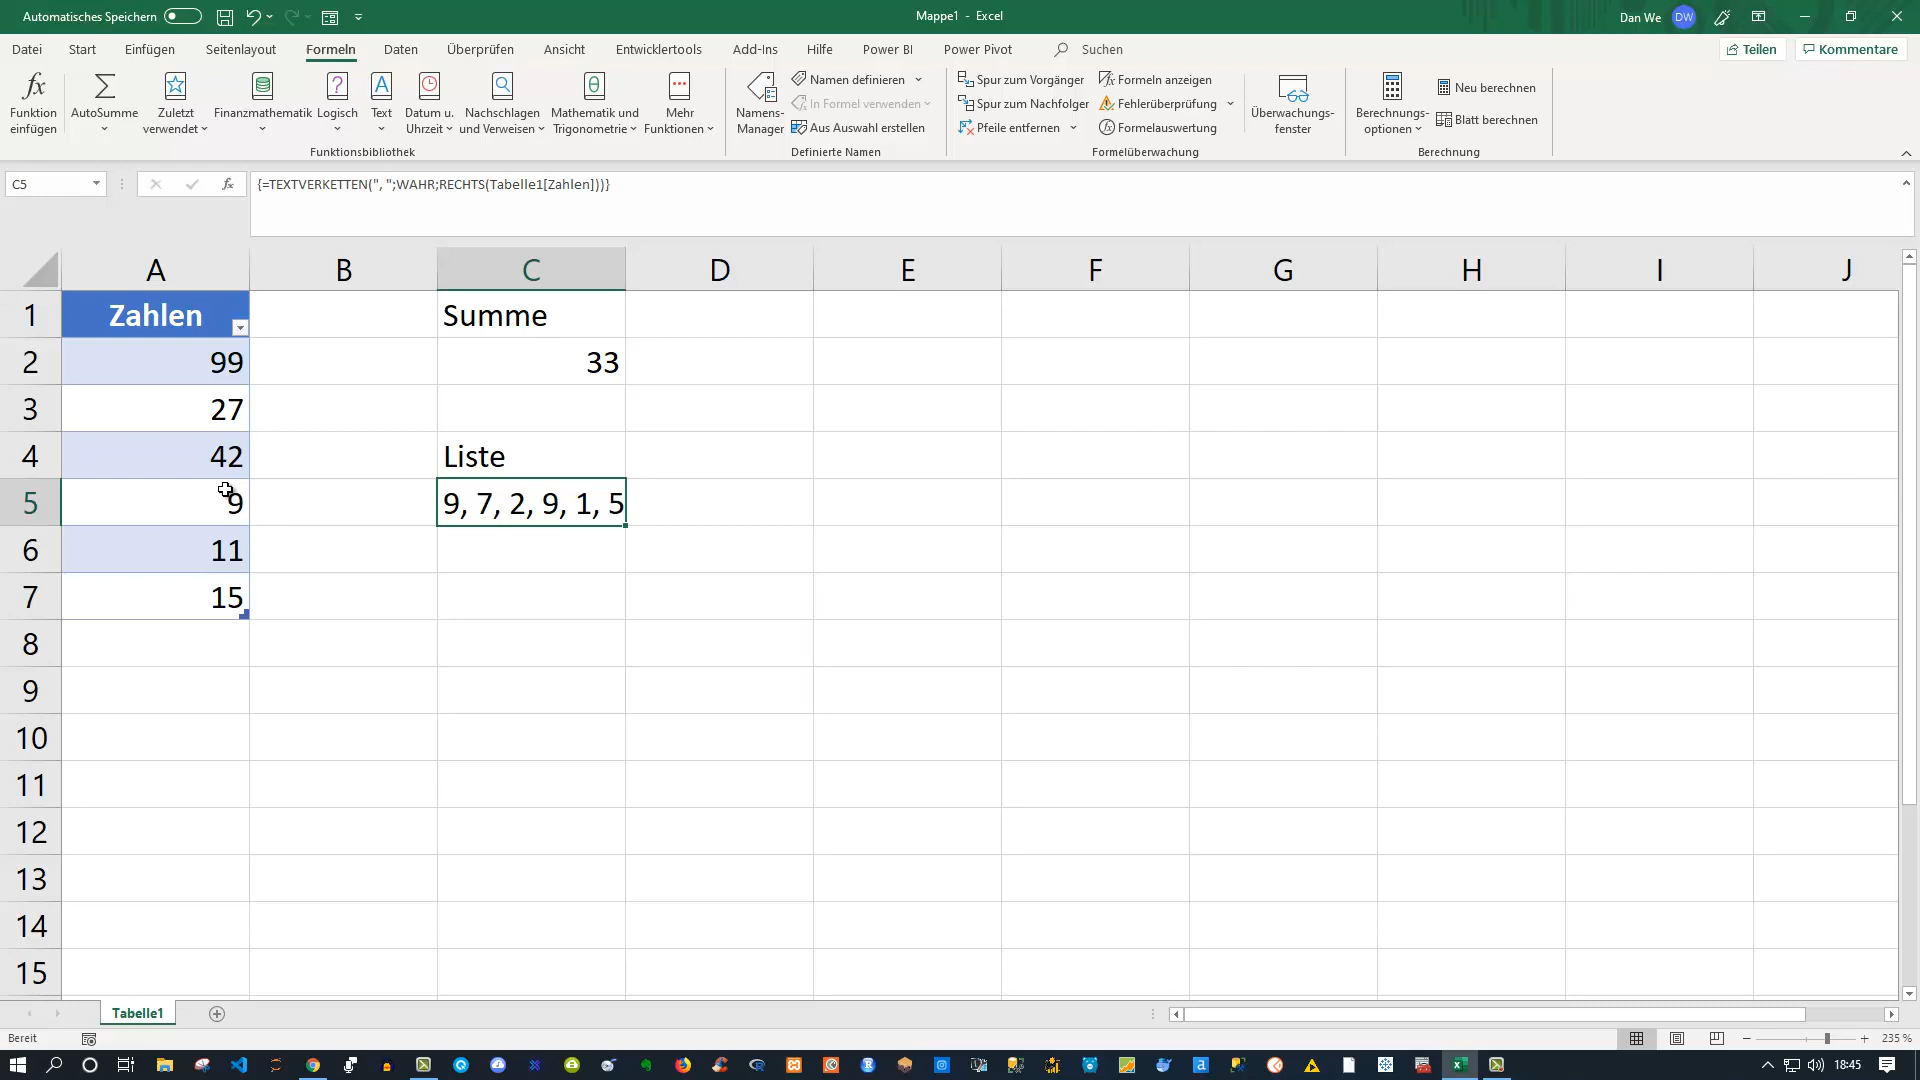 Automatisches Speichern
Mappe1 - Excel
Dan We DW
Datei Start Einfügen Seitenlayout Formeln Daten Überprüfen Ansicht Entwicklertools Add-Ins Hilfe Power BI Power Pivot Suchen Teilen Kommentare
Funktion einfügen
AutoSumme
Zuletzt verwendet
Finanzmathematik
Logisch
Text
Datum u. Uhrzeit
Nachschlagen und Verweisen
Mathematik und Trigonometrie
Mehr Funktionen
Funktionsbibliothek
Namens-Manager
Namen definieren
In Formel verwenden
Aus Auswahl erstellen
Definierte Namen
Spur zum Vorgänger
Spur zum Nachfolger
Pfeile entfernen
Formeln anzeigen
Fehlerüberprüfung
Formelauswertung
Formelüberwachung
Überwachungs-fenster
Berechnungs-optionen
Neu berechnen
Blatt berechnen
Berechnung
C5
fx
{=TEXTVERKETTEN(", ";WAHR;RECHTS(Tabelle1[Zahlen]))}
A B C D E F G H I J
1 Zahlen Summe
2 99 33
3 27
4 42 Liste
5 9 9, 7, 2, 9, 1, 5
6 11
7 15
8
9
10
11
12
13
14
15
Tabelle1
Bereit
235 %
18:45